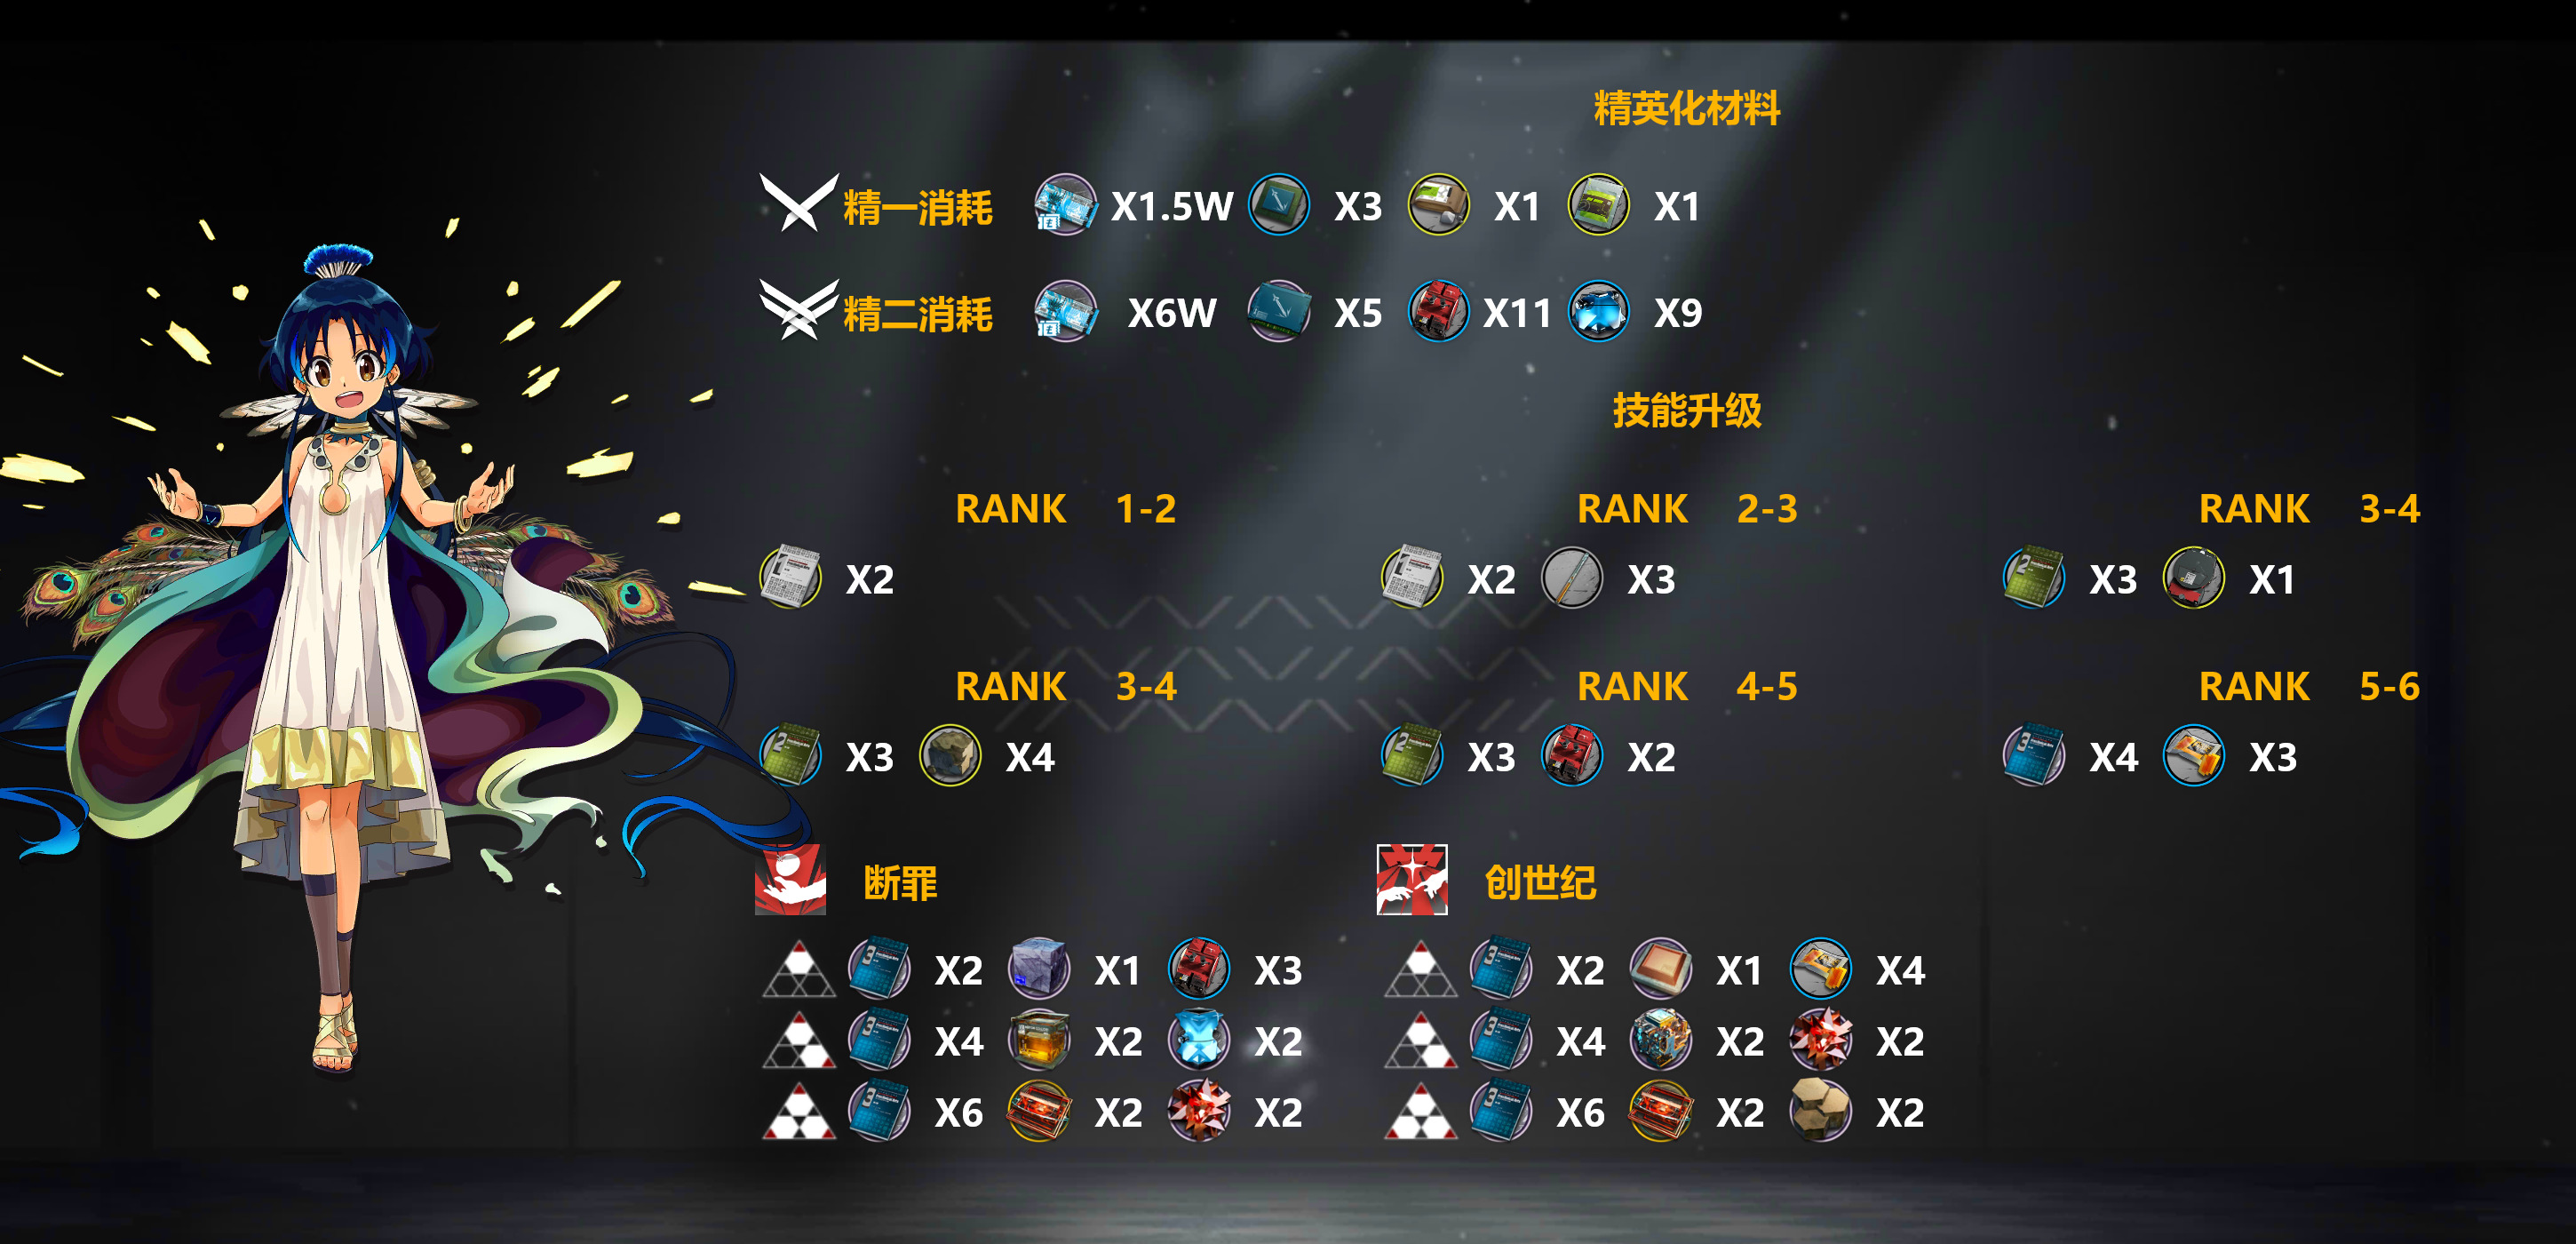 精英化材料
精一消耗 X1.5W X3 X1 X1
精二消耗 X6W X5 X11 X9
技能升级
RANK 1-2 RANK 2-3 RANK 3-4
X2 X2 X3 X3 X1
RANK 3-4 RANK 4-5 RANK 5-6
X3 X4 X3 X2 X4 X3
断罪 创世纪
X2 X1 X3 X2 X1 X4
X4 X2 X2 X4 X2 X2
X6 X2 X2 X6 X2 X2